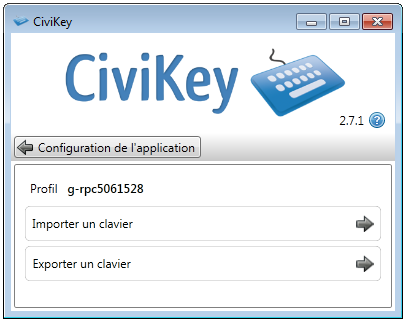 CiviKey
CiviKey
2.7.1 ?
Configuration de l'application
Profil g-rpc5061528
Importer un clavier
Exporter un clavier